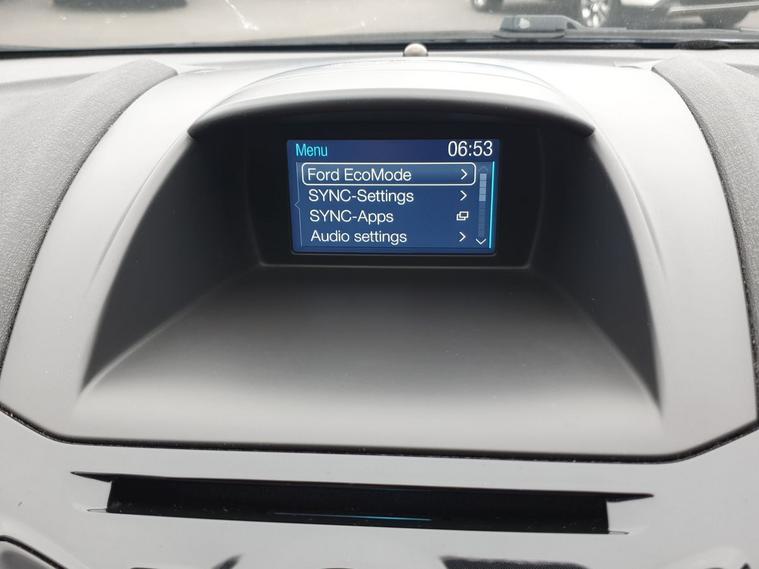 Menu 06:53
Ford EcoMode
SYNC-Settings
SYNC-Apps
Audio settings